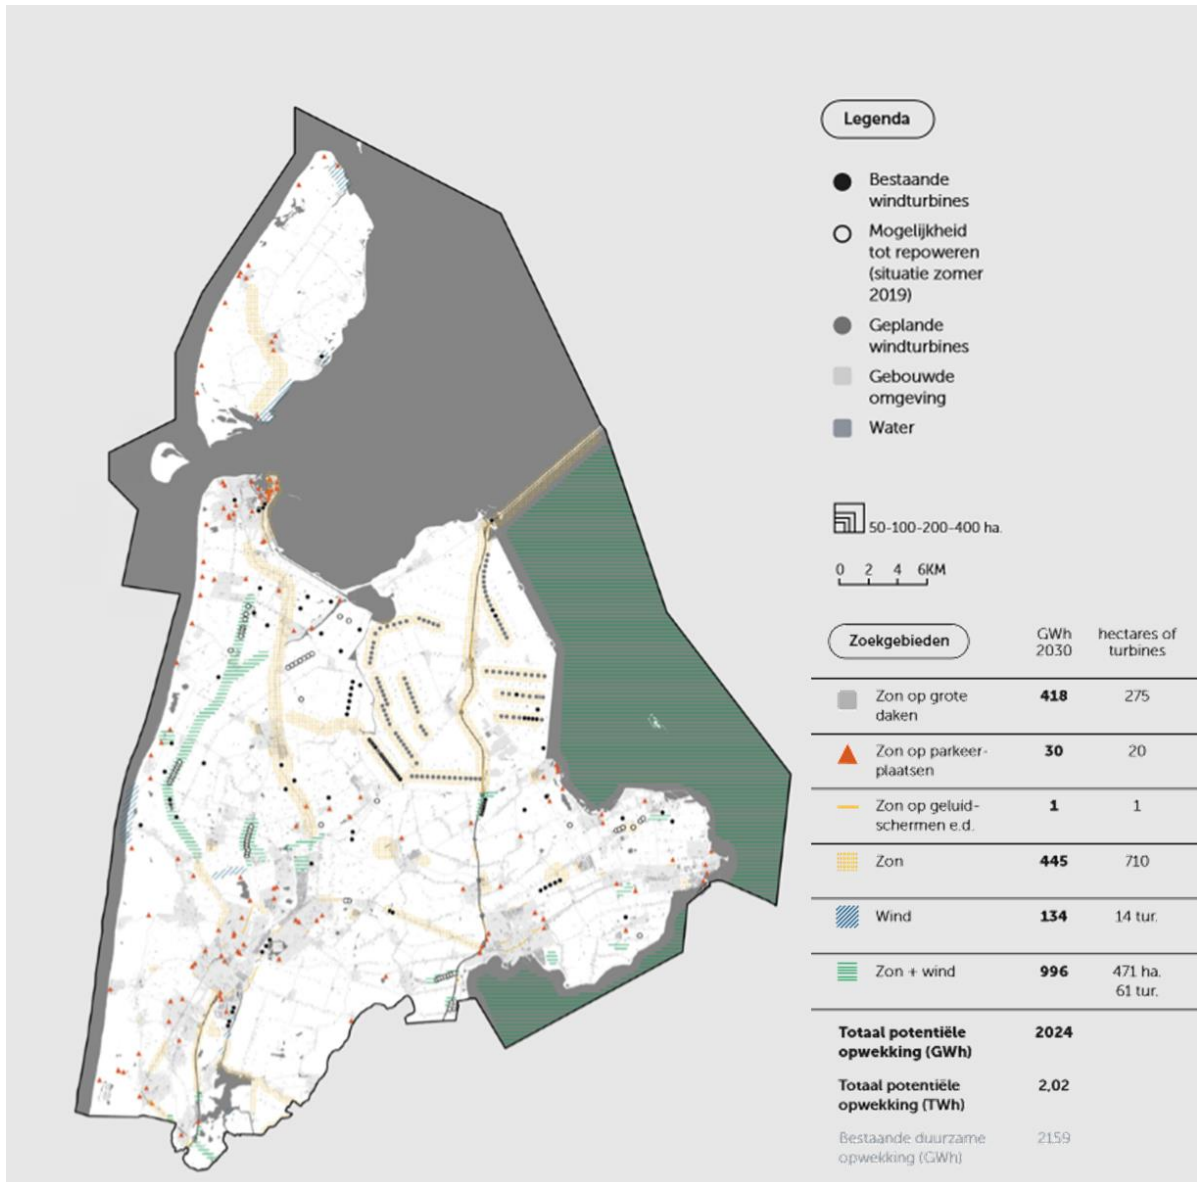 Legenda
Bestaande
windturbines
Mogelijkheid
tot repoweren
(situatie zomer
2019)
Geplande
windturbines
Gebouwde
omgeving
Water
50-100-200-400 ha.
0 2 4 6KM
Zoekgebieden GWh hectares of
2030 turbines
Zon op grote 418 275
daken
Zon op parkeer- 30 20
plaatsen
Zon op geluid- 1 1
schermen e.d.
Zon 445 710
Wind 134 14 tur.
Zon + wind 996 471 ha.
61 tur.
Totaal potentiële 2024
opwekking (GWh)
Totaal potentiële 2,02
opwekking (TWh)
Bestaande duurzame 2159
opwekking (GWh)